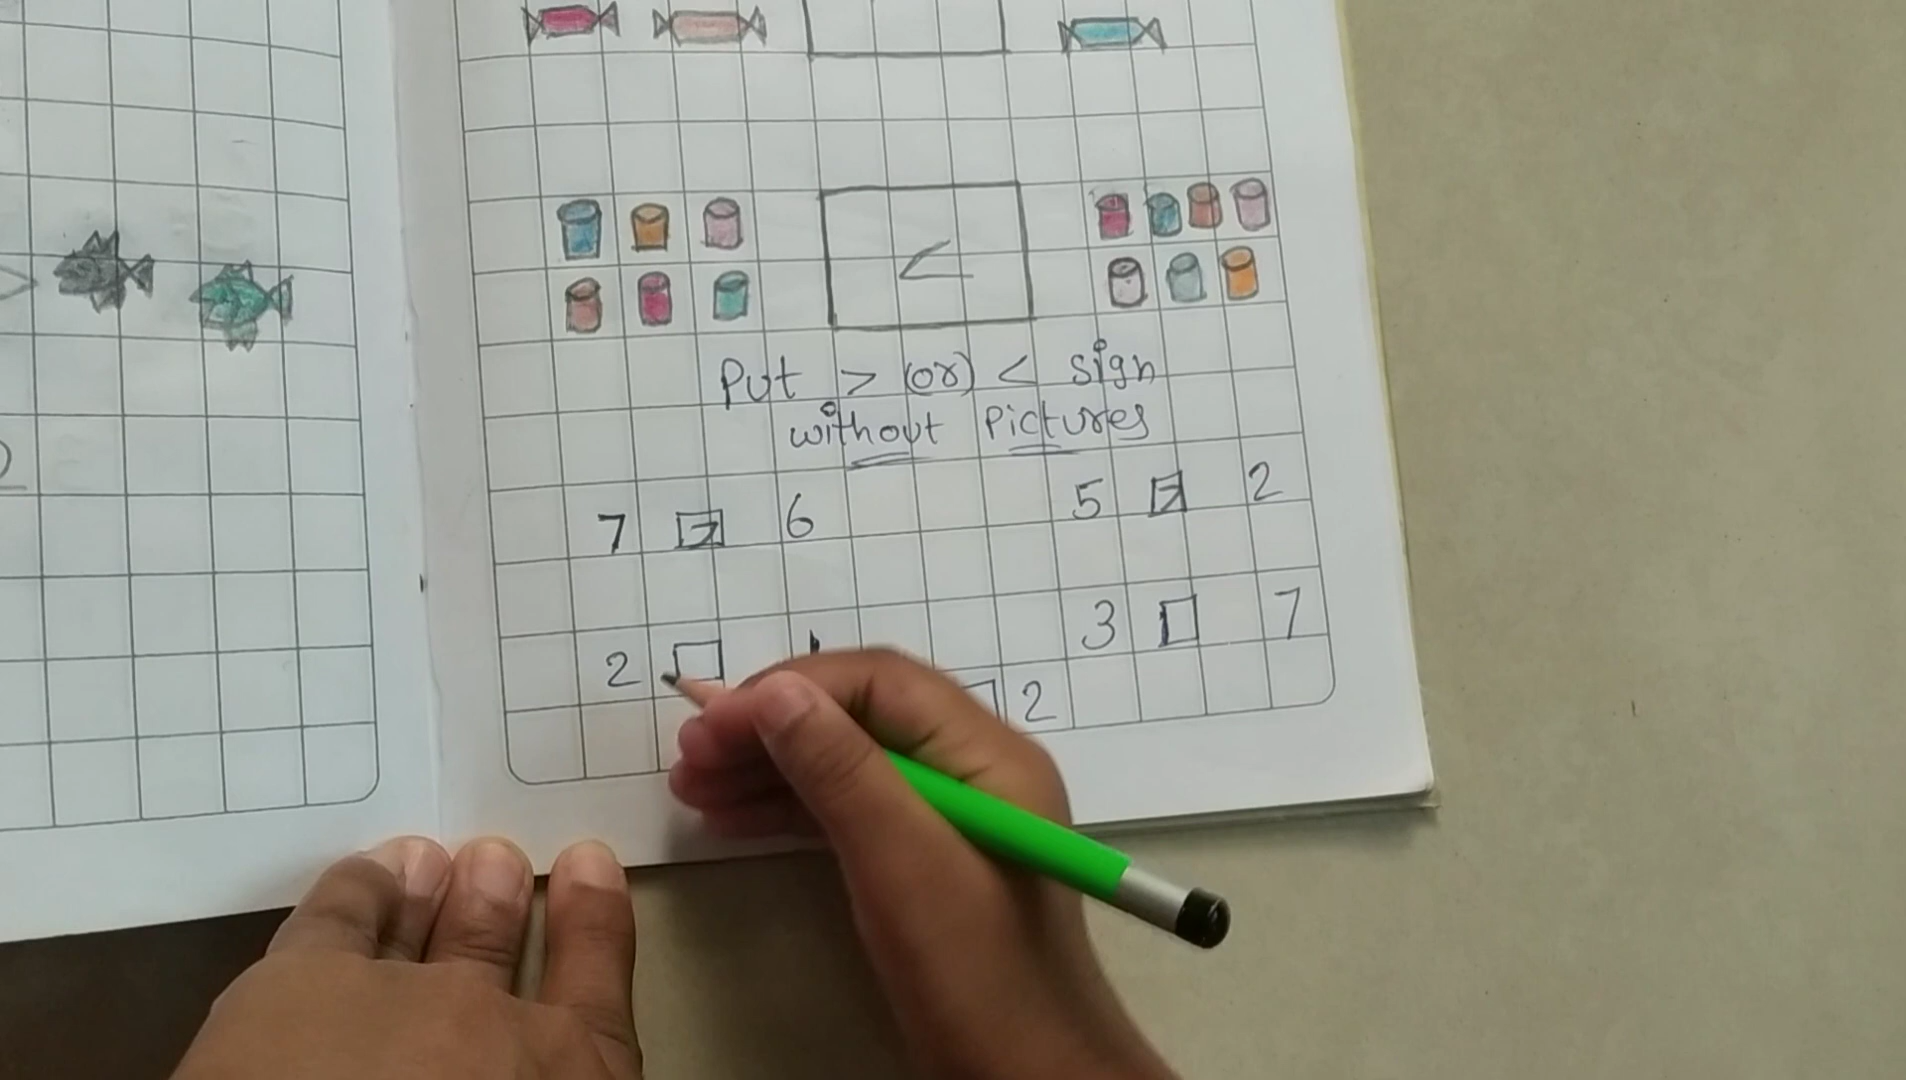 <
Put > (or) < sign
without Pictures
7 > 6
5 > 2
2
3 7
2